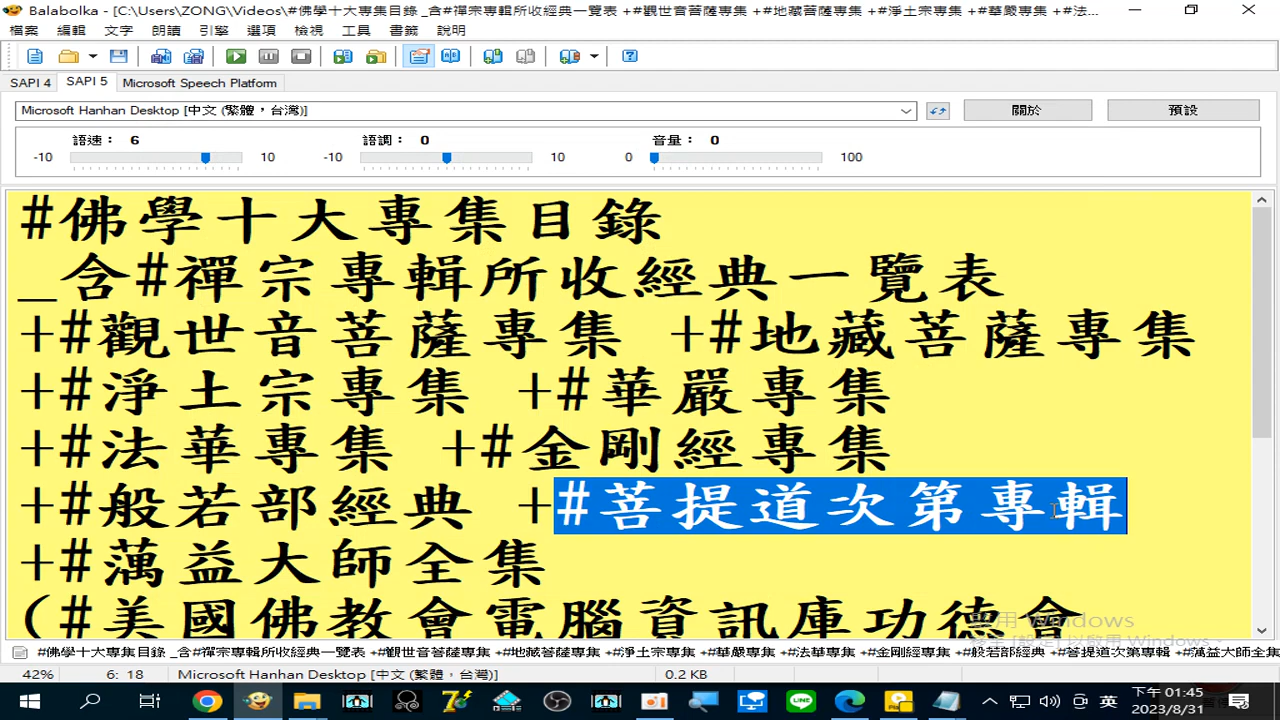 Balabolka - [C:\Users\ZONG\Videos\#佛學十大專集目錄 _含#禪宗專輯所收經典一覽表 +#觀世音菩薩專集 +#地藏菩薩專集 +#淨土宗專集 +#華嚴專集 +#法...
檔案 編輯 文字 朗讀 引擎 選項 檢視 工具 書籤 說明
SAPI 4 SAPI 5 Microsoft Speech Platform
Microsoft Hanhan Desktop [中文 (繁體，台灣)] 關於 預設
語速： 6 語調： 0 音量： 0
-10 10 -10 10 0 100
#佛學十大專集目錄
_含#禪宗專輯所收經典一覽表
+#觀世音菩薩專集 +#地藏菩薩專集
+#淨土宗專集 +#華嚴專集
+#法華專集 +#金剛經專集
+#般若部經典 +#菩提道次第專輯
+#蕅益大師全集
(#美國佛教會電腦資訊庫功德會
啟用 Windows
移至 [設定] 以啟用 Windows。
#佛學十大專集目錄 _含#禪宗專輯所收經典一覽表 +#觀世音菩薩專集 +#地藏菩薩專集 +#淨土宗專集 +#華嚴專集 +#法華專集 +#金剛經專集 +#般若部經典 +#菩提道次第專輯 +#蕅益大師全集
42% 6: 18 Microsoft Hanhan Desktop [中文 (繁體，台灣)] 0.2 KB
英 下午 01:45
2023/8/31